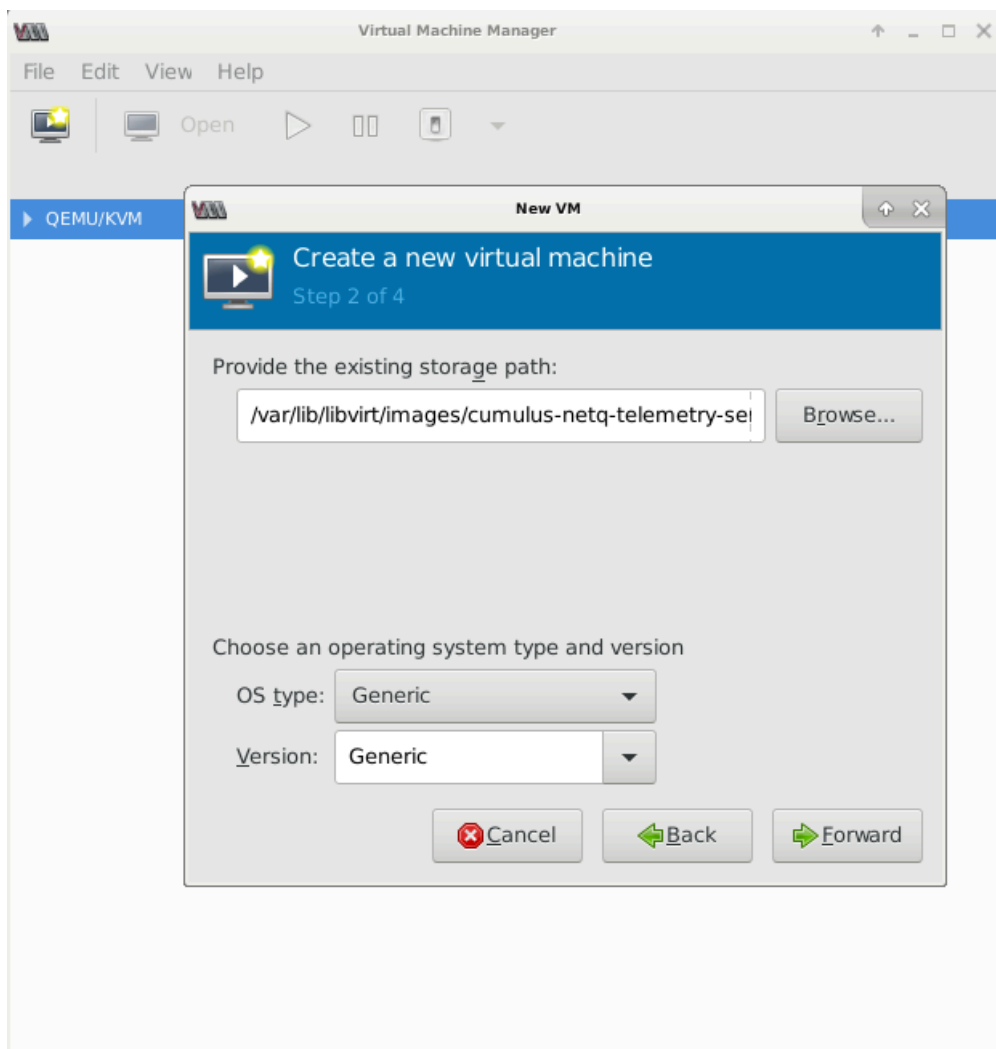 Virtual Machine Manager
File Edit View Help
Open
QEMU/KVM
New VM
Create a new virtual machine
Step 2 of 4
Provide the existing storage path:
/var/lib/libvirt/images/cumulus-netq-telemetry-se
Browse...
Choose an operating system type and version
OS type: Generic
Version: Generic
Cancel Back Forward